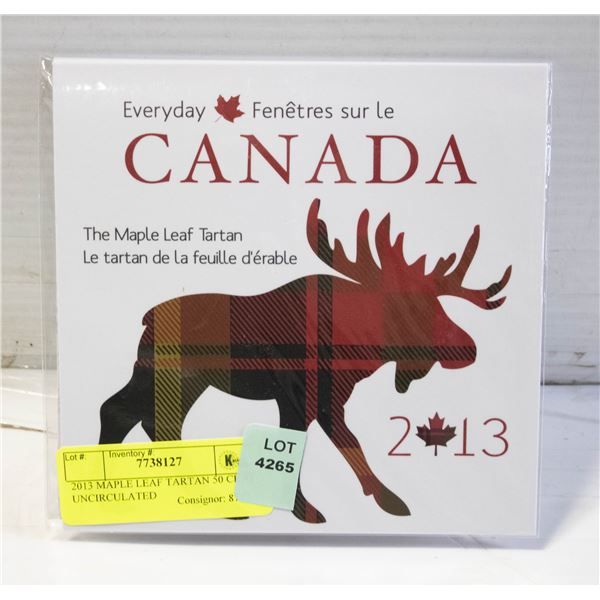 Everyday Fenêtres sur le
CANADA
The Maple Leaf Tartan
Le tartan de la feuille d'érable
2013
Lot #:
Inventory #
7738127
LOT
4265
2013 MAPLE LEAF TARTAN 50
UNCIRCULATED Consignor: